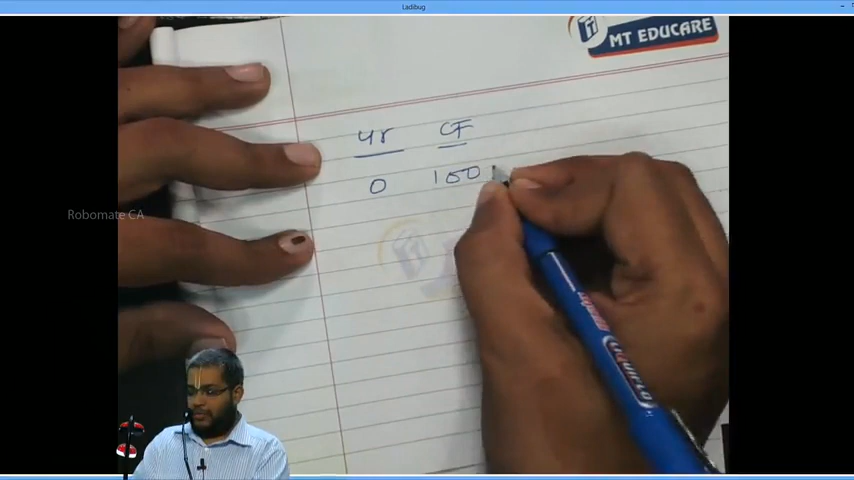 Ladibug
MT EDUCARE
yr CF
0 100
Robomate CA